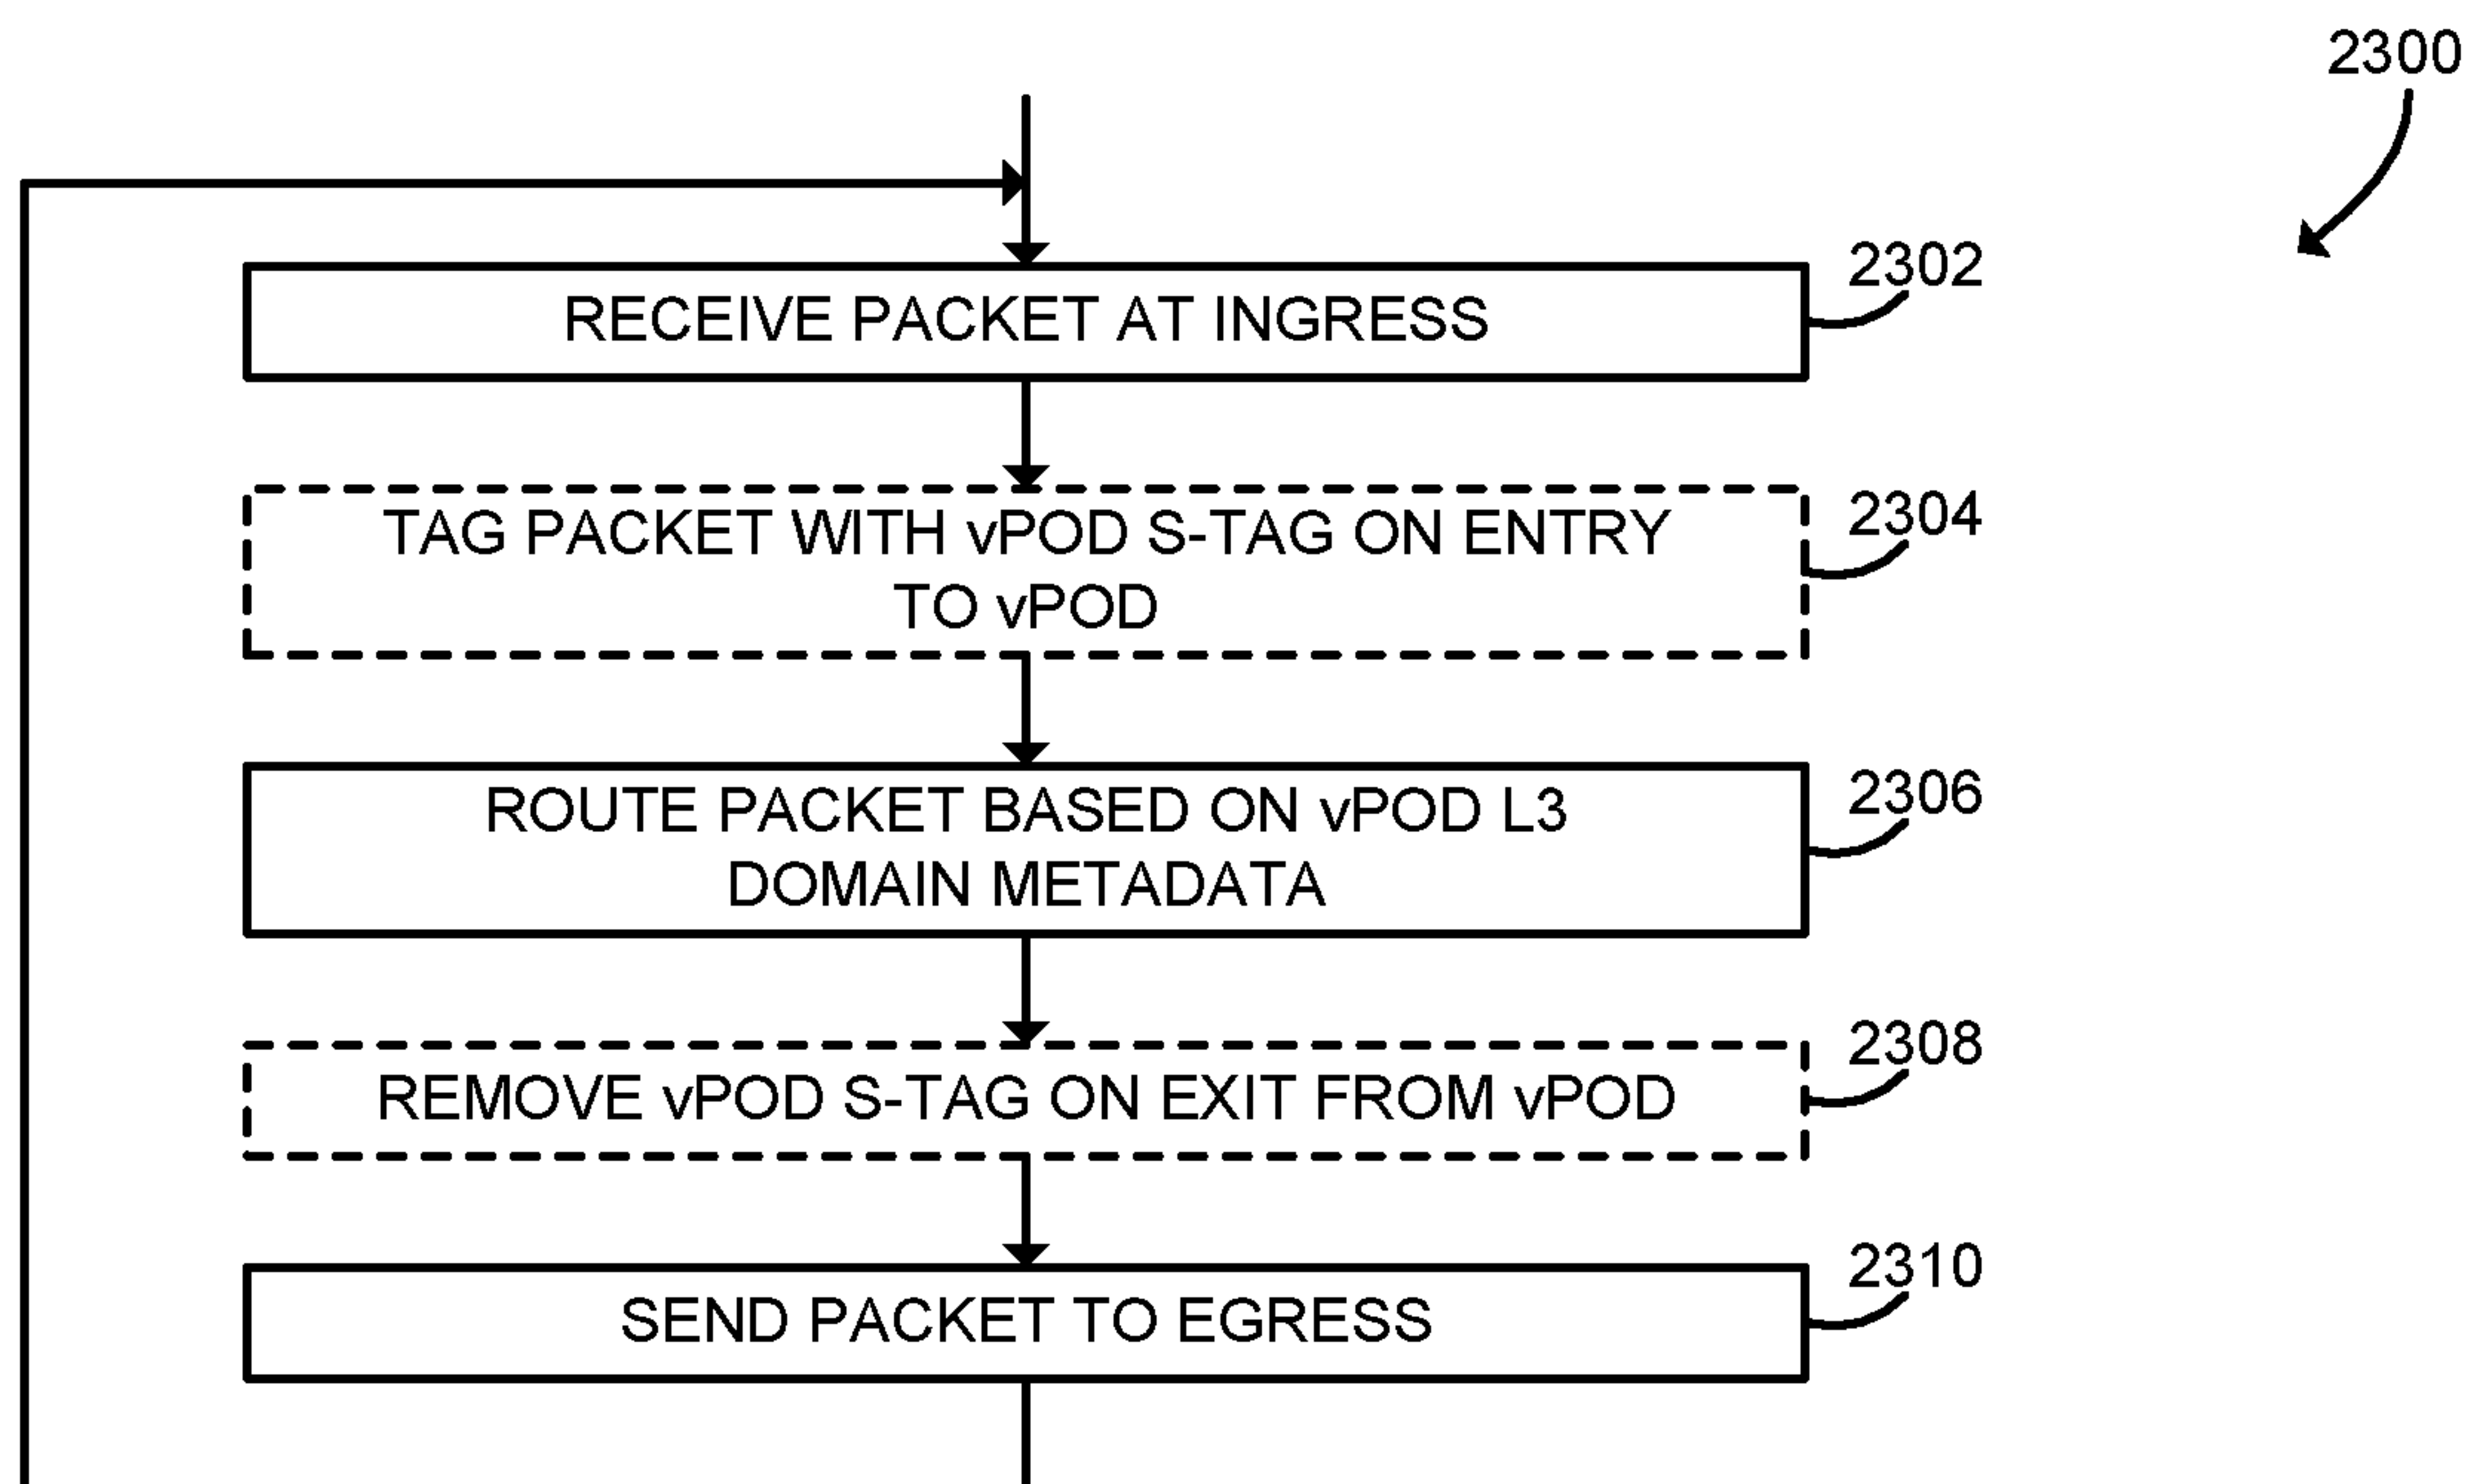 2300
2302
RECEIVE PACKET AT INGRESS
2304
TAG PACKET WITH vPOD S-TAG ON ENTRY
TO vPOD
2306
ROUTE PACKET BASED ON vPOD L3
DOMAIN METADATA
2308
REMOVE vPOD S-TAG ON EXIT FROM vPOD
2310
SEND PACKET TO EGRESS